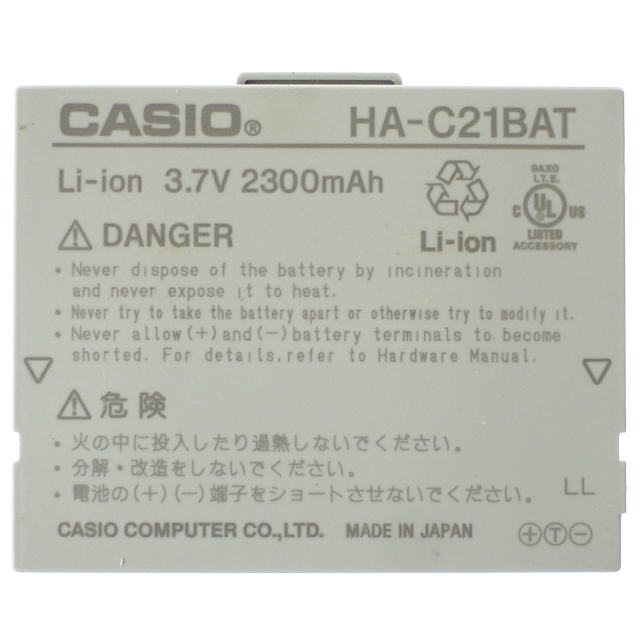 CASIO® HA-C21BAT
Li-ion 3.7V 2300mAh
Li-ion
9AXO
I.T.E.
C UL US
LISTED
ACCESSORY
⚠ DANGER
• Never dispose of the battery by incineration
and never expose it to heat.
• Never try to take the battery apart or otherwise try to modify it.
• Never allow (+) and (−) battery terminals to become
shorted. For details, refer to Hardware Manual.
⚠ 危険
• 火の中に投入したり過熱しないでください。
• 分解・改造をしないでください。
• 電池の(+)(−)端子をショートさせないでください。
LL
CASIO COMPUTER CO.,LTD. MADE IN JAPAN
+ T −